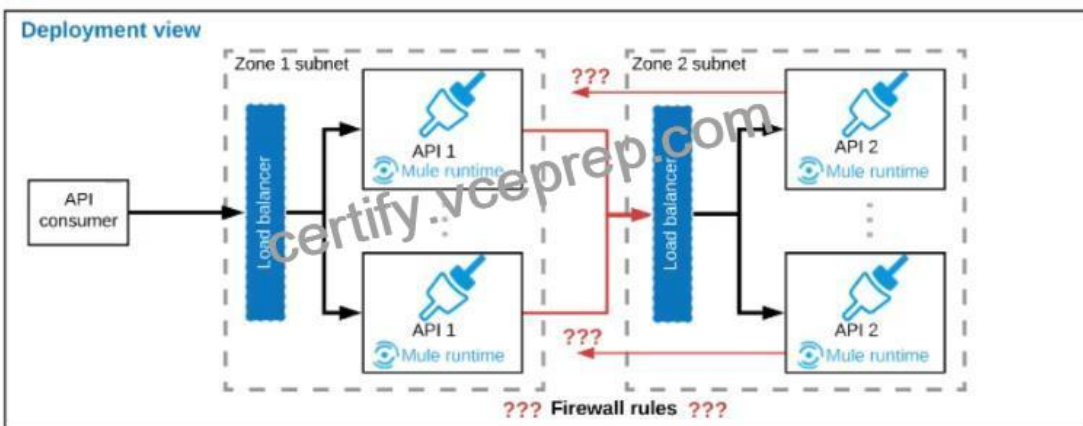 Deployment view
Zone 1 subnet
Zone 2 subnet
???
API 1
Mule runtime
API 2
Mule runtime
API
consumer
Load balancer
Load balancer
certify.vceprep.com
API 1
Mule runtime
???
API 2
Mule runtime
??? Firewall rules ???